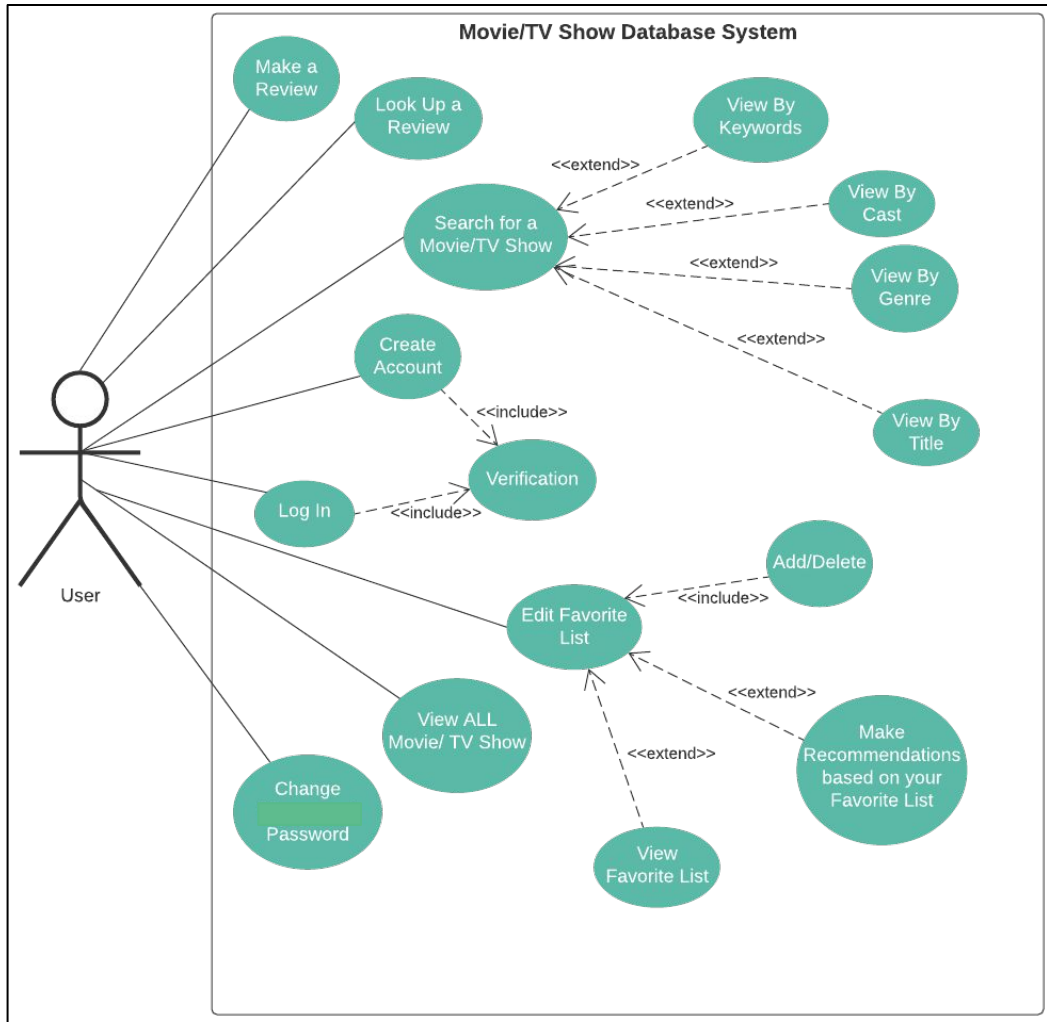 Movie/TV Show Database System
Make a
Review
Look Up a
Review
View By
Keywords
<<extend>>
View By
Cast
<<extend>>
Search for a
Movie/TV Show
<<extend>>
View By
Genre
<<extend>>
View By
Title
Create
Account
<<include>>
Verification
Log In
<<include>>
User
Add/Delete
<<include>>
Edit Favorite
List
<<extend>>
Make
Recommendations
based on your
Favorite List
View ALL
Movie/ TV Show
<<extend>>
Change
Password
View
Favorite List